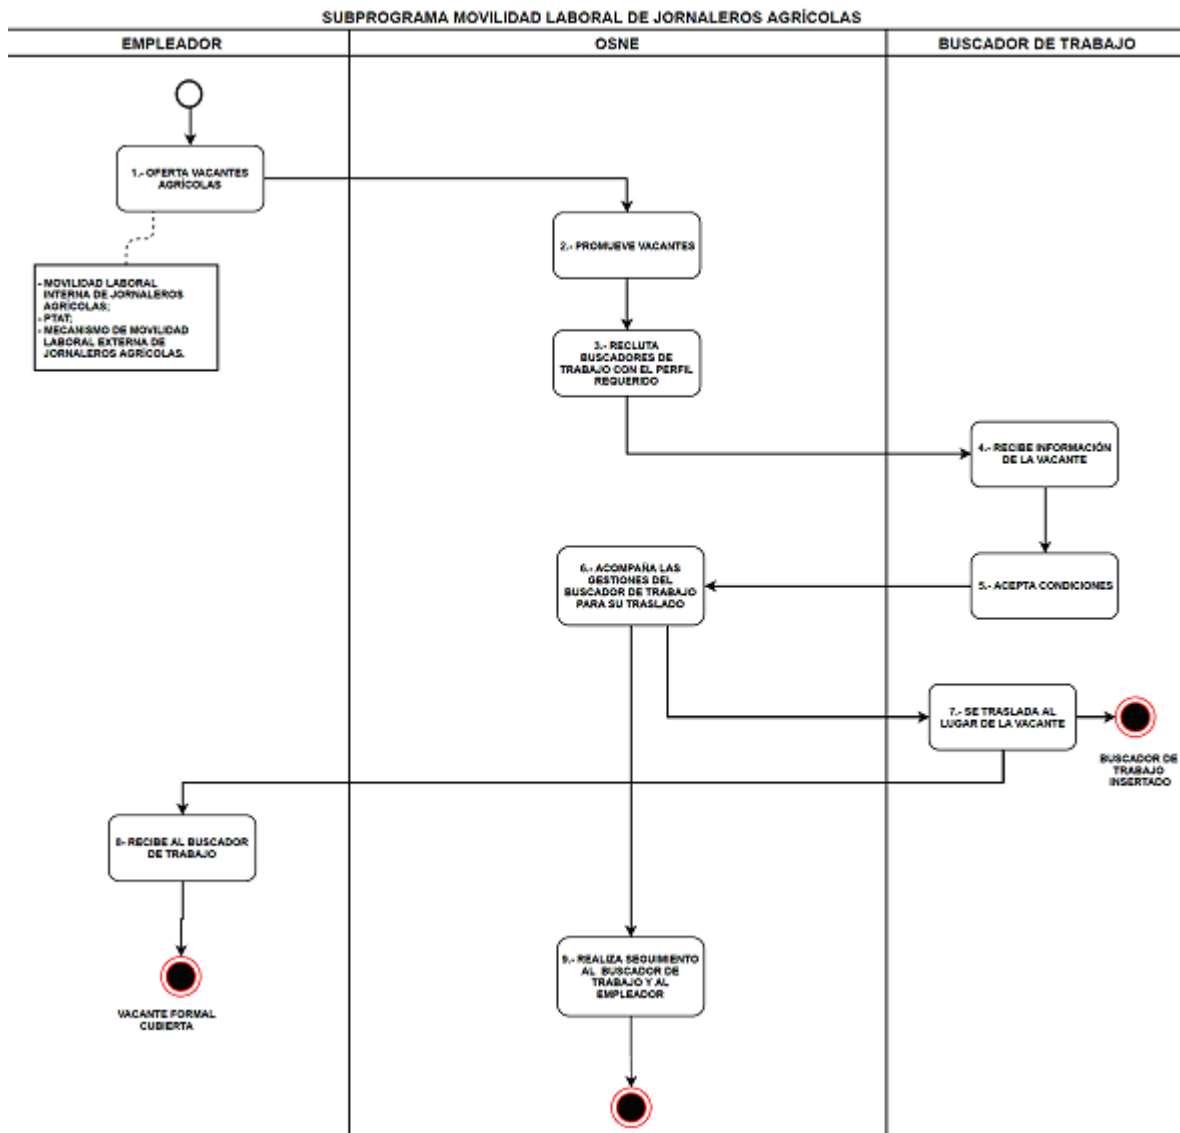 SUBPROGRAMA MOVILIDAD LABORAL DE JORNALEROS AGRÍCOLAS
EMPLEADOR
OSNE
BUSCADOR DE TRABAJO
1.- OFERTA VACANTES
AGRÍCOLAS
2.- PROMUEVE VACANTES
- MOVILIDAD LABORAL
INTERNA DE JORNALEROS
AGRÍCOLAS;
- PTAT;
- MECANISMO DE MOVILIDAD
LABORAL EXTERNA DE
JORNALEROS AGRÍCOLAS.
3.- RECLUTA
BUSCADORES DE
TRABAJO CON EL PERFIL
REQUERIDO
4.- RECIBE INFORMACIÓN
DE LA VACANTE
5.- ACEPTA CONDICIONES
6.- ACOMPAÑA LAS
GESTIONES DEL
BUSCADOR DE TRABAJO
PARA SU TRASLADO
7.- SE TRASLADA AL
LUGAR DE LA VACANTE
BUSCADOR DE
TRABAJO
INSERTADO
8- RECIBE AL BUSCADOR
DE TRABAJO
VACANTE FORMAL
CUBIERTA
9.- REALIZA SEGUIMIENTO
AL BUSCADOR DE
TRABAJO Y AL
EMPLEADOR